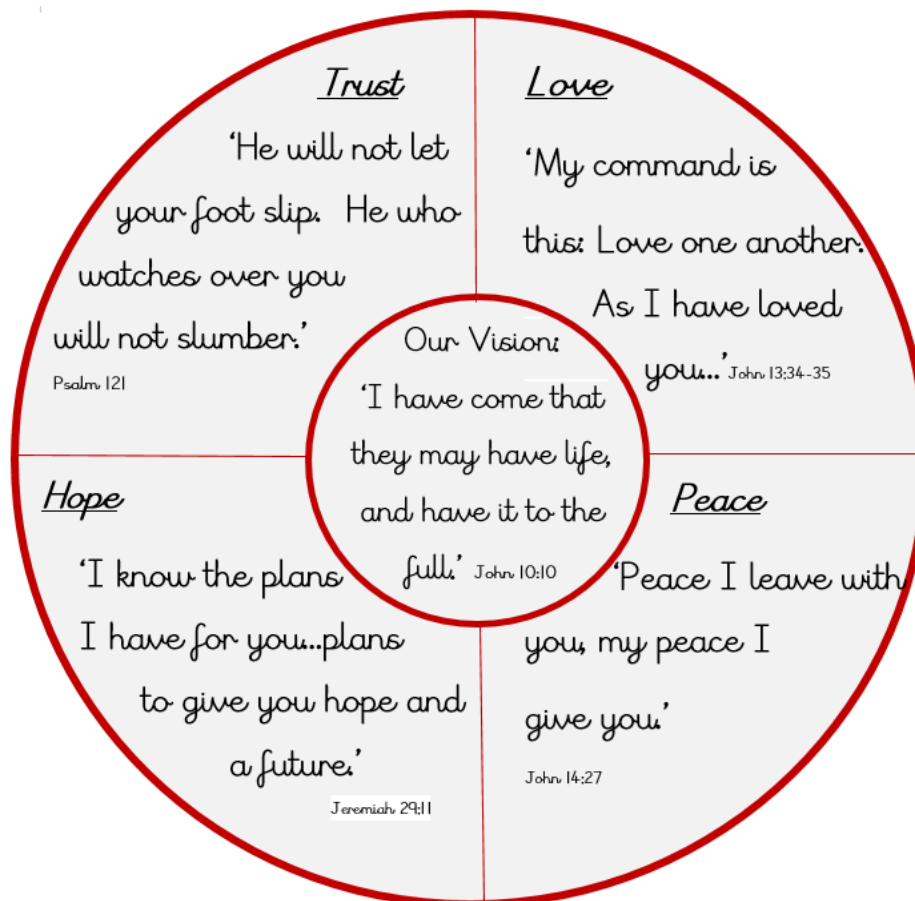 Trust
'He will not let
your foot slip.  He who
watches over you
will not slumber.'
Psalm 121
Love
'My command is
this: Love one another.
As I have loved
you...' John 13:34-35
Our Vision:
'I have come that
they may have life,
and have it to the
full.' John 10:10
Hope
'I know the plans
I have for you...plans
to give you hope and
a future.'
Jeremiah 29:11
Peace
'Peace I leave with
you, my peace I
give you.'
John 14:27